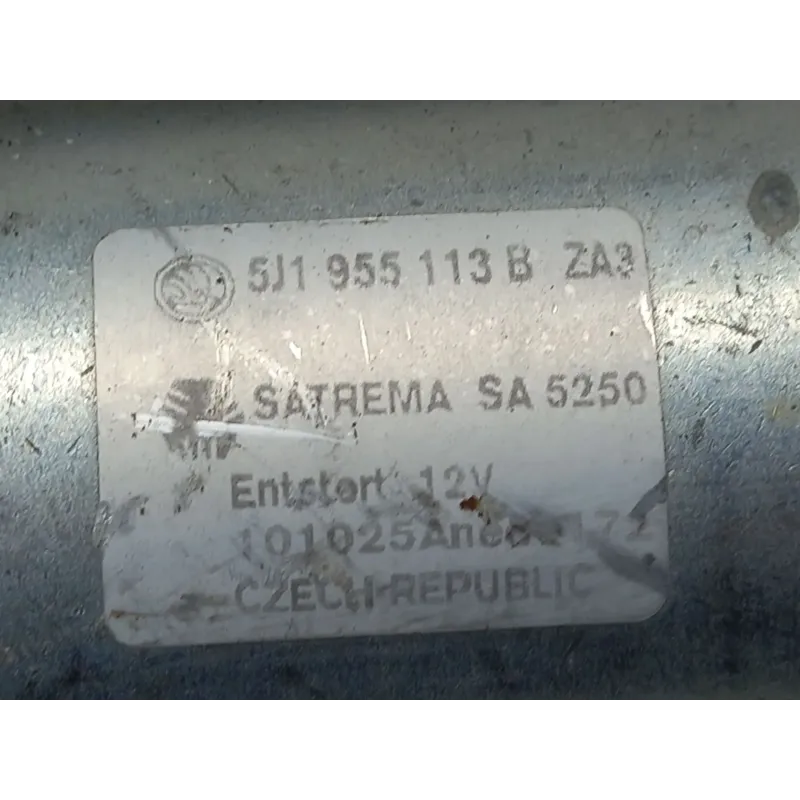 5J1 955 113 B ZA3
SATREMA SA 5250
Entstört 12V
CZECH REPUBLIC